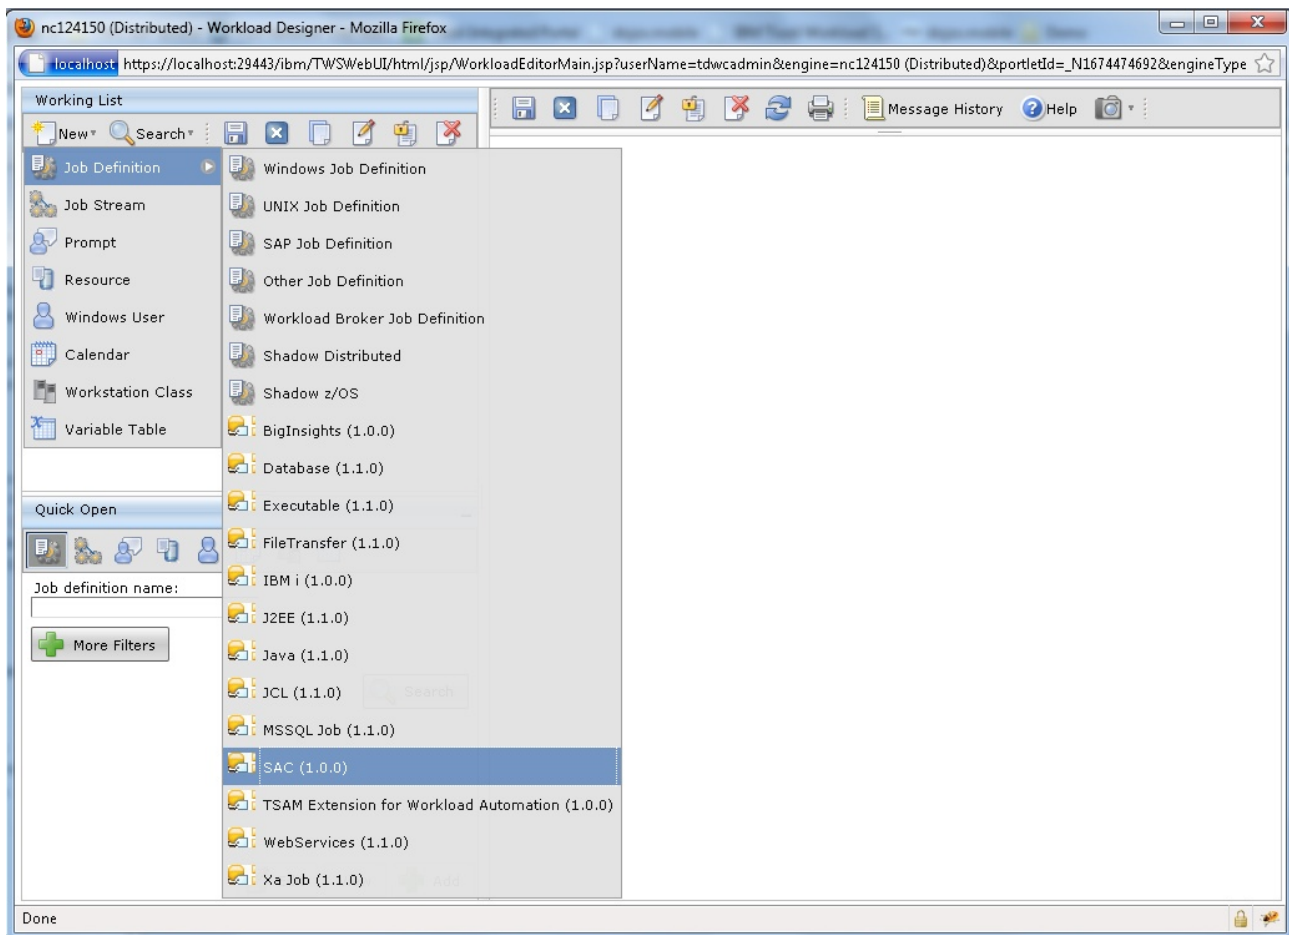 nc124150 (Distributed) - Workload Designer - Mozilla Firefox
localhost https://localhost:29443/ibm/TWSWebUI/html/jsp/WorkloadEditorMain.jsp?userName=tdwcadmin&engine=nc124150 (Distributed)&portletId=_N1674474692&engineType
Working List
New Search
Message History Help
Job Definition
Job Stream
Prompt
Resource
Windows User
Calendar
Workstation Class
Variable Table
Windows Job Definition
UNIX Job Definition
SAP Job Definition
Other Job Definition
Workload Broker Job Definition
Shadow Distributed
Shadow z/OS
BigInsights (1.0.0)
Database (1.1.0)
Executable (1.1.0)
FileTransfer (1.1.0)
IBM i (1.0.0)
J2EE (1.1.0)
Java (1.1.0)
JCL (1.1.0)
MSSQL Job (1.1.0)
SAC (1.0.0)
TSAM Extension for Workload Automation (1.0.0)
WebServices (1.1.0)
Xa Job (1.1.0)
Quick Open
Job definition name:
More Filters
Search
Add
Done